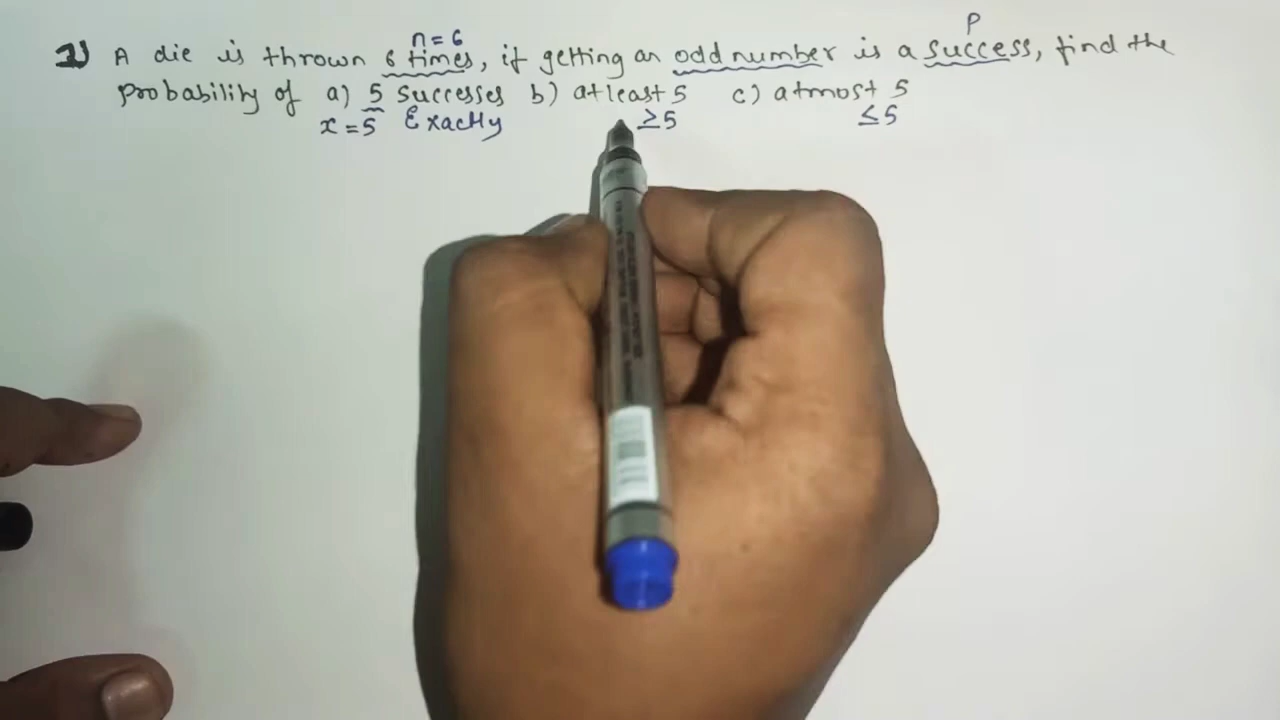 n=6
P
1) A die is thrown 6 times, if getting an odd number is a success, find the
probability of a) 5 successes b) atleast 5 c) atmost 5
x=5 Exactly ≥5 ≤5